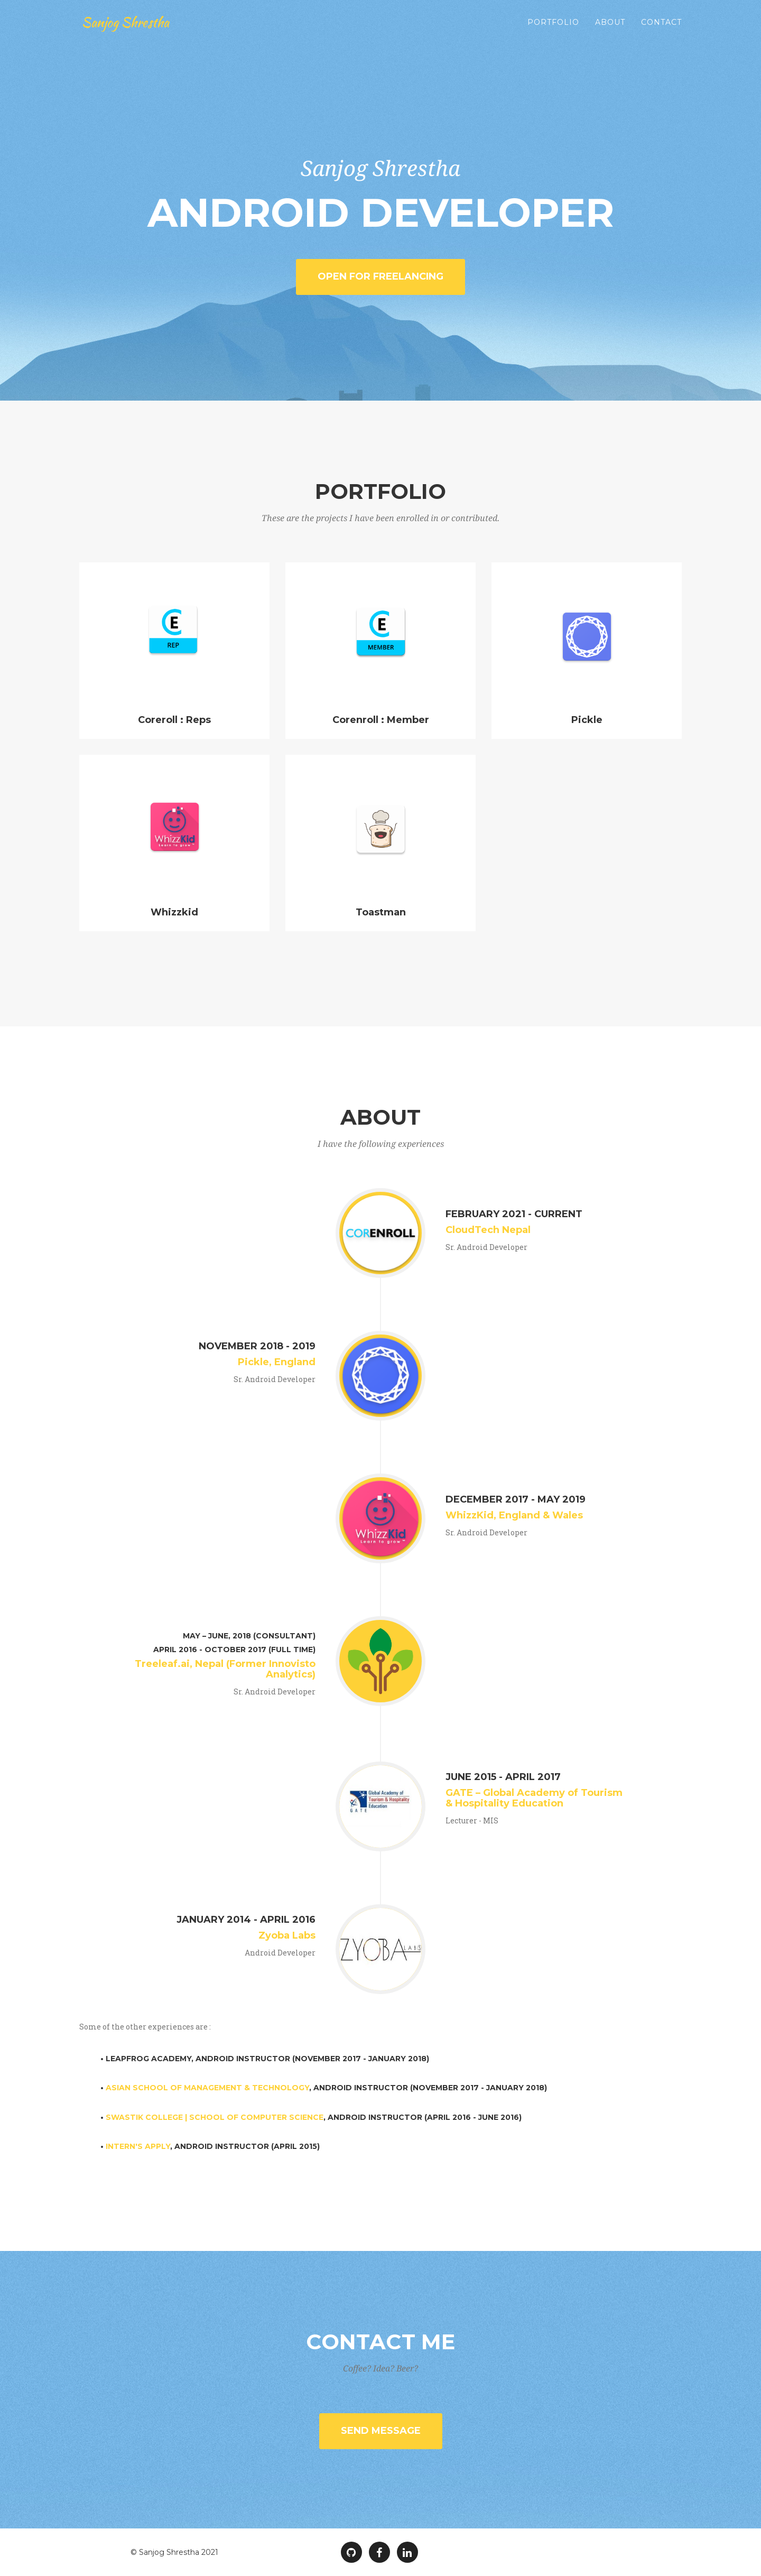 Sanjog Shrestha
PORTFOLIO
ABOUT
CONTACT
Sanjog Shrestha
ANDROID DEVELOPER
OPEN FOR FREELANCING
PORTFOLIO
These are the projects I have been enrolled in or contributed.
E
REP
Coreroll : Reps
E
MEMBER
Corenroll : Member
Pickle
WhizzKid
Learn to grow
Whizzkid
Toastman
ABOUT
I have the following experiences
CORENROLL
FEBRUARY 2021 - CURRENT
CloudTech Nepal
Sr. Android Developer
NOVEMBER 2018 - 2019
Pickle, England
Sr. Android Developer
WhizzKid
Learn to grow
DECEMBER 2017 - MAY 2019
WhizzKid, England & Wales
Sr. Android Developer
MAY – JUNE, 2018 (CONSULTANT)
APRIL 2016 - OCTOBER 2017 (FULL TIME)
Treeleaf.ai, Nepal (Former Innovisto
Analytics)
Sr. Android Developer
Global Academy of
Tourism & Hospitality
Education
GATE
JUNE 2015 - APRIL 2017
GATE – Global Academy of Tourism
& Hospitality Education
Lecturer - MIS
JANUARY 2014 - APRIL 2016
Zyoba Labs
Android Developer
ZYOBA LABS
Some of the other experiences are :
• LEAPFROG ACADEMY, ANDROID INSTRUCTOR (NOVEMBER 2017 - JANUARY 2018)
• ASIAN SCHOOL OF MANAGEMENT & TECHNOLOGY, ANDROID INSTRUCTOR (NOVEMBER 2017 - JANUARY 2018)
• SWASTIK COLLEGE | SCHOOL OF COMPUTER SCIENCE, ANDROID INSTRUCTOR (APRIL 2016 - JUNE 2016)
• INTERN'S APPLY, ANDROID INSTRUCTOR (APRIL 2015)
CONTACT ME
Coffee? Idea? Beer?
SEND MESSAGE
© Sanjog Shrestha 2021